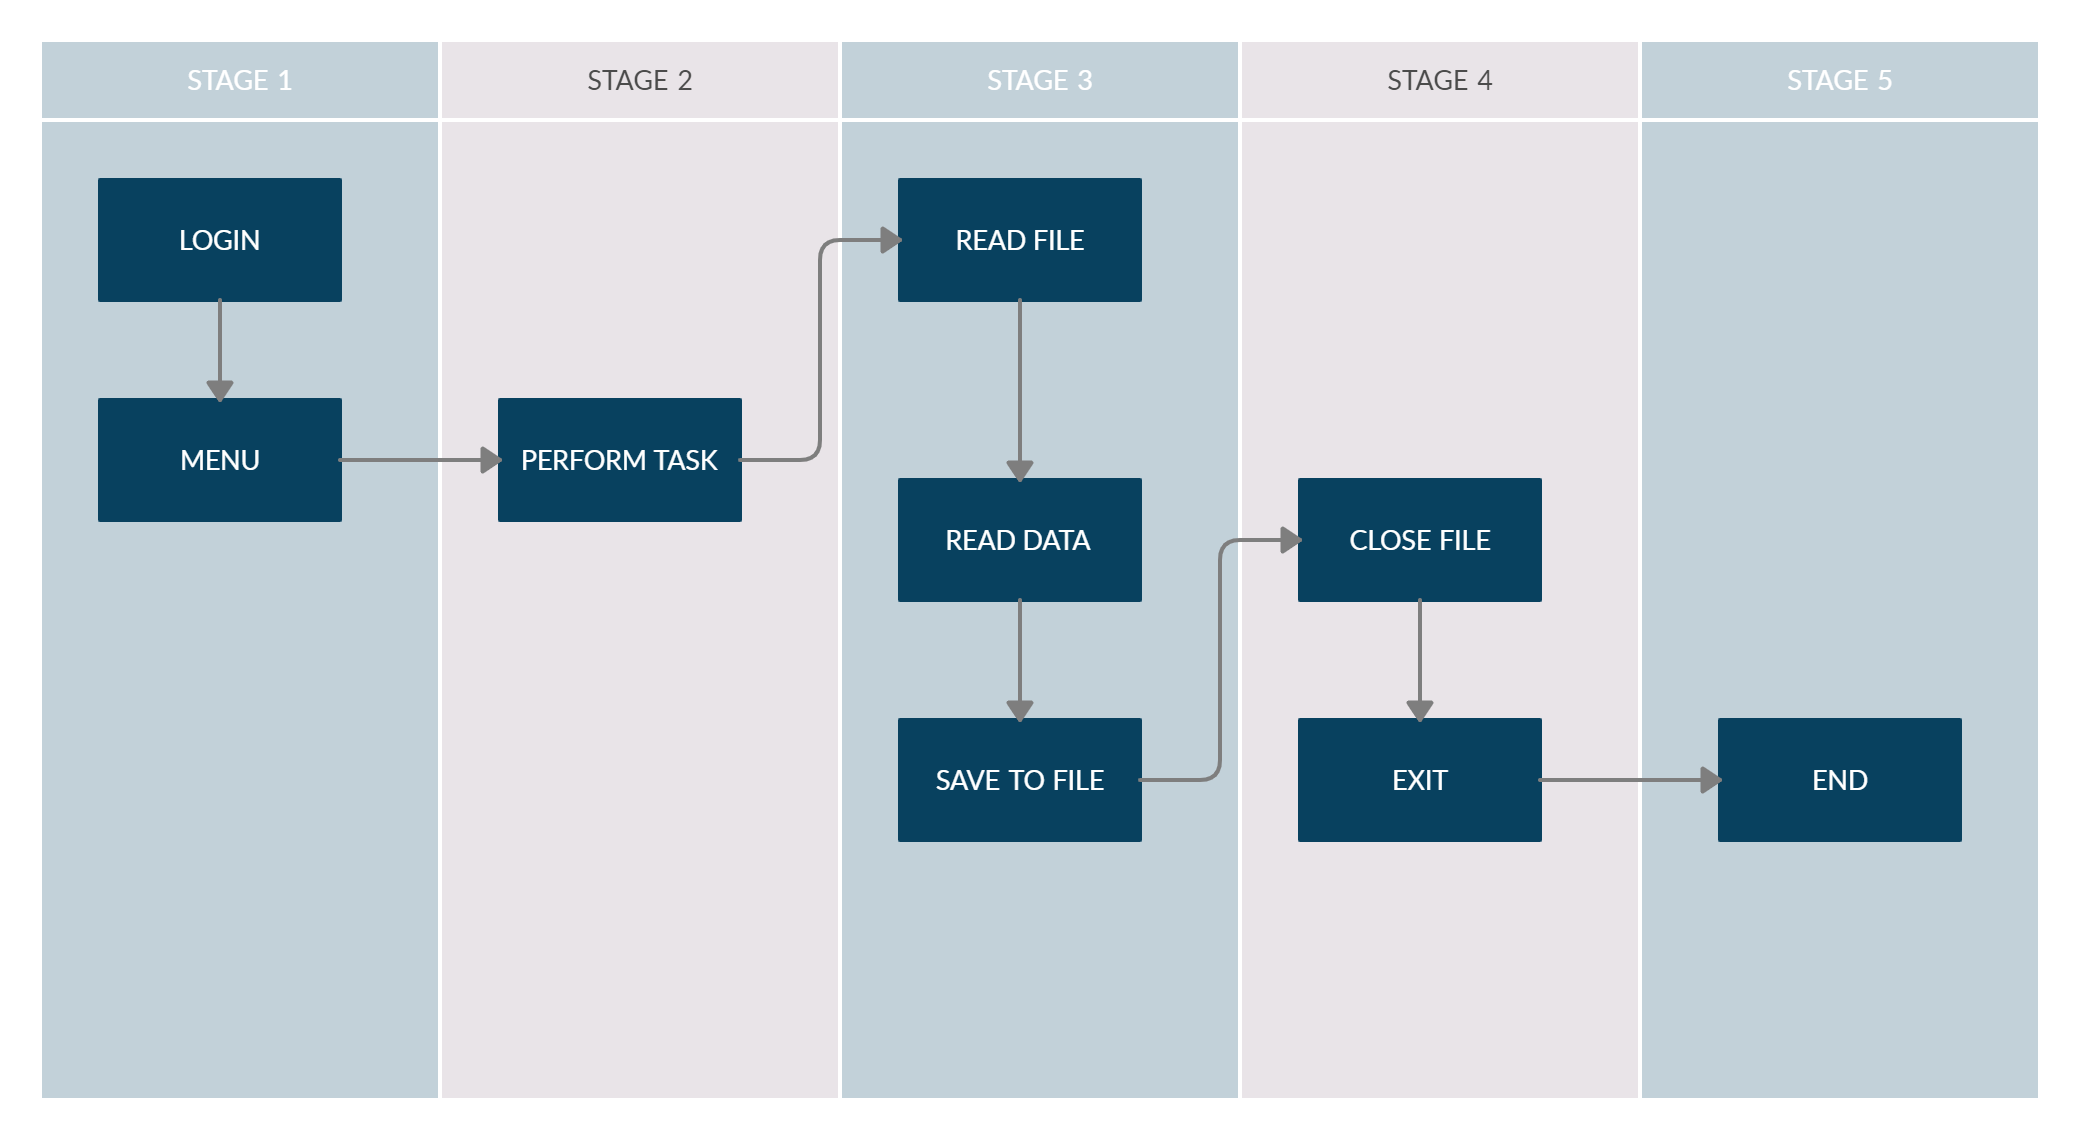 STAGE 1
STAGE 2
STAGE 3
STAGE 4
STAGE 5
LOGIN
MENU
PERFORM TASK
READ FILE
READ DATA
SAVE TO FILE
CLOSE FILE
EXIT
END